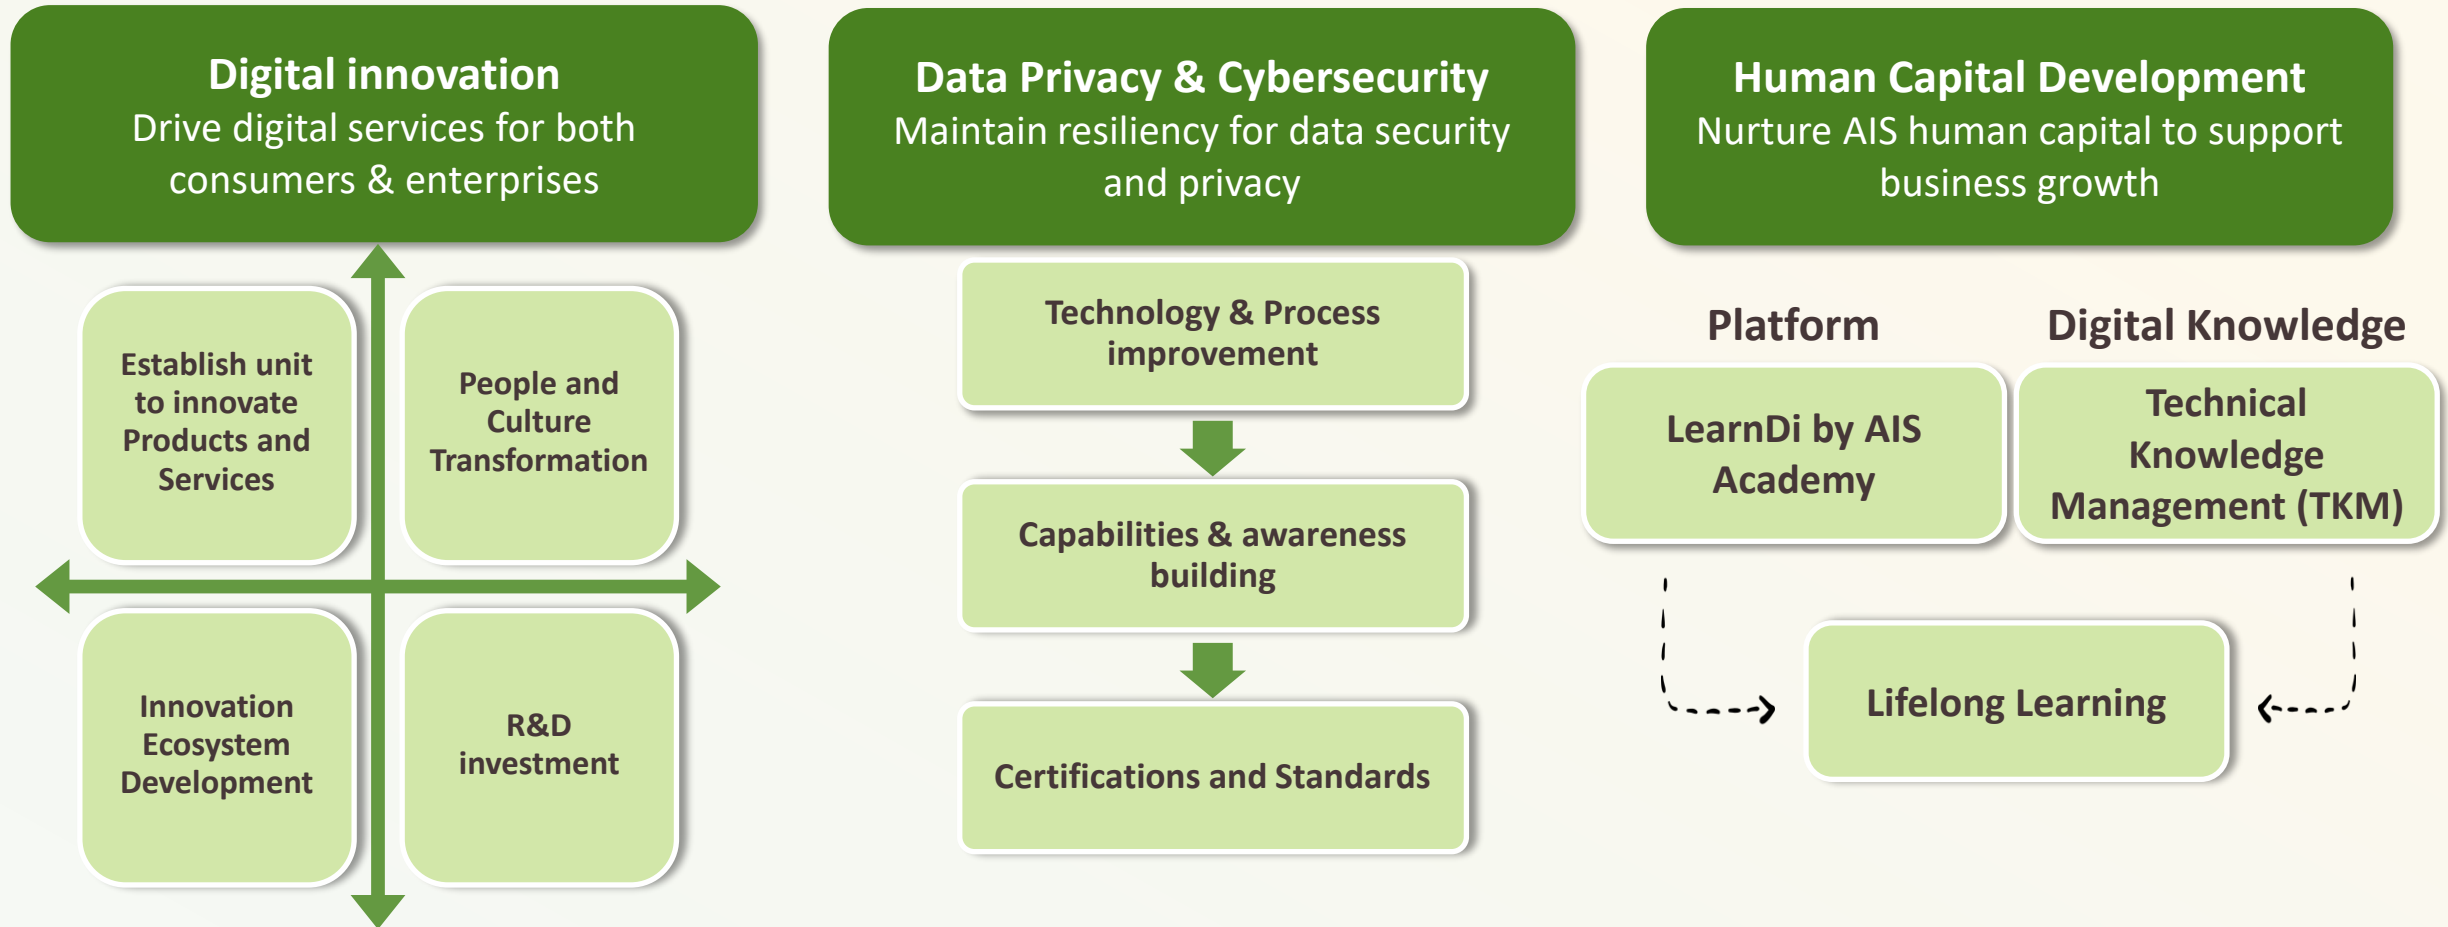 Digital innovation
Drive digital services for both
consumers & enterprises
Establish unit
to innovate
Products and
Services
People and
Culture
Transformation
Innovation
Ecosystem
Development
R&D
investment
Data Privacy & Cybersecurity
Maintain resiliency for data security
and privacy
Technology & Process
improvement
Capabilities & awareness
building
Certifications and Standards
Human Capital Development
Nurture AIS human capital to support
business growth
Platform
LearnDi by AIS
Academy
Digital Knowledge
Technical
Knowledge
Management (TKM)
Lifelong Learning